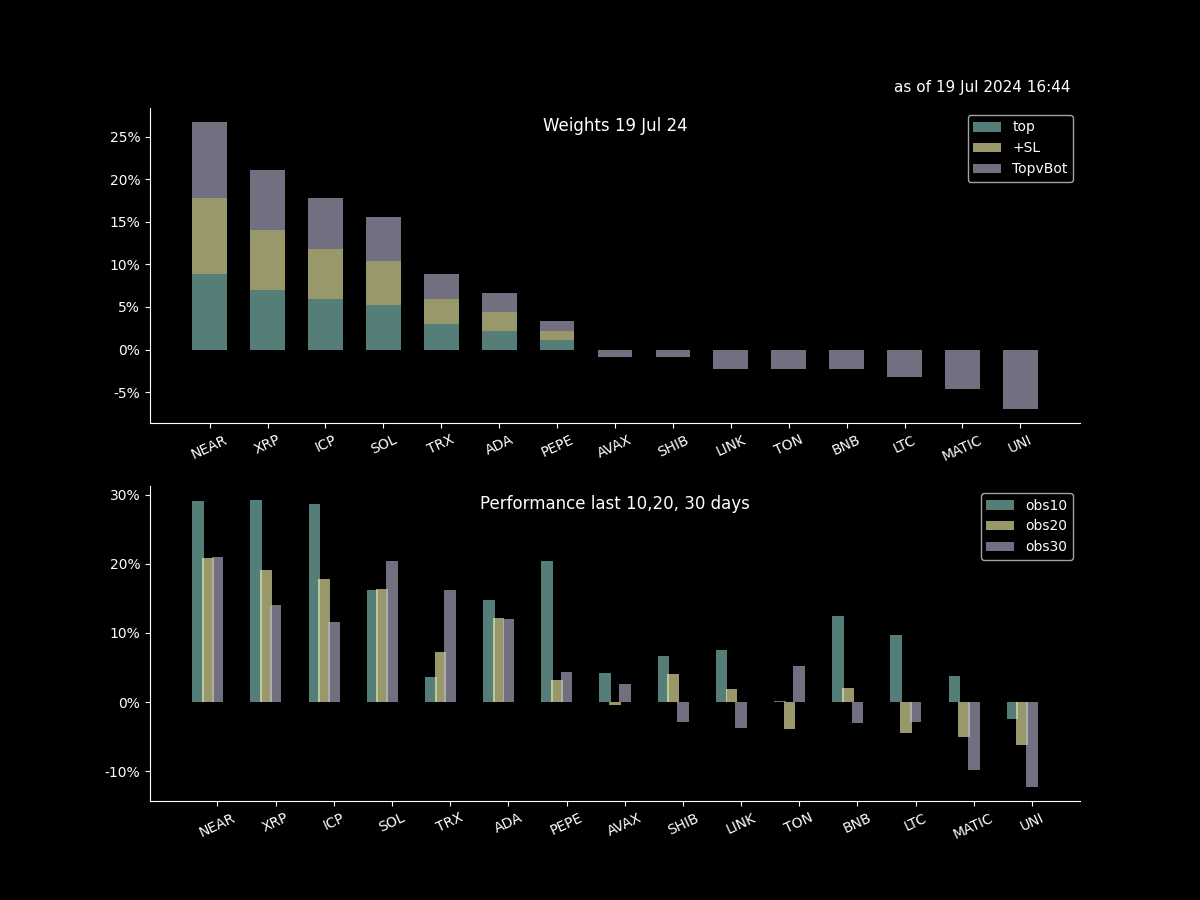 as of 19 Jul 2024 16:44
Weights 19 Jul 24
top
+SL
TopvBot
25%
20%
15%
10%
5%
0%
-5%
NEAR XRP ICP SOL TRX ADA PEPE AVAX SHIB LINK TON BNB LTC MATIC UNI
Performance last 10,20, 30 days
obs10
obs20
obs30
30%
20%
10%
0%
-10%
NEAR XRP ICP SOL TRX ADA PEPE AVAX SHIB LINK TON BNB LTC MATIC UNI